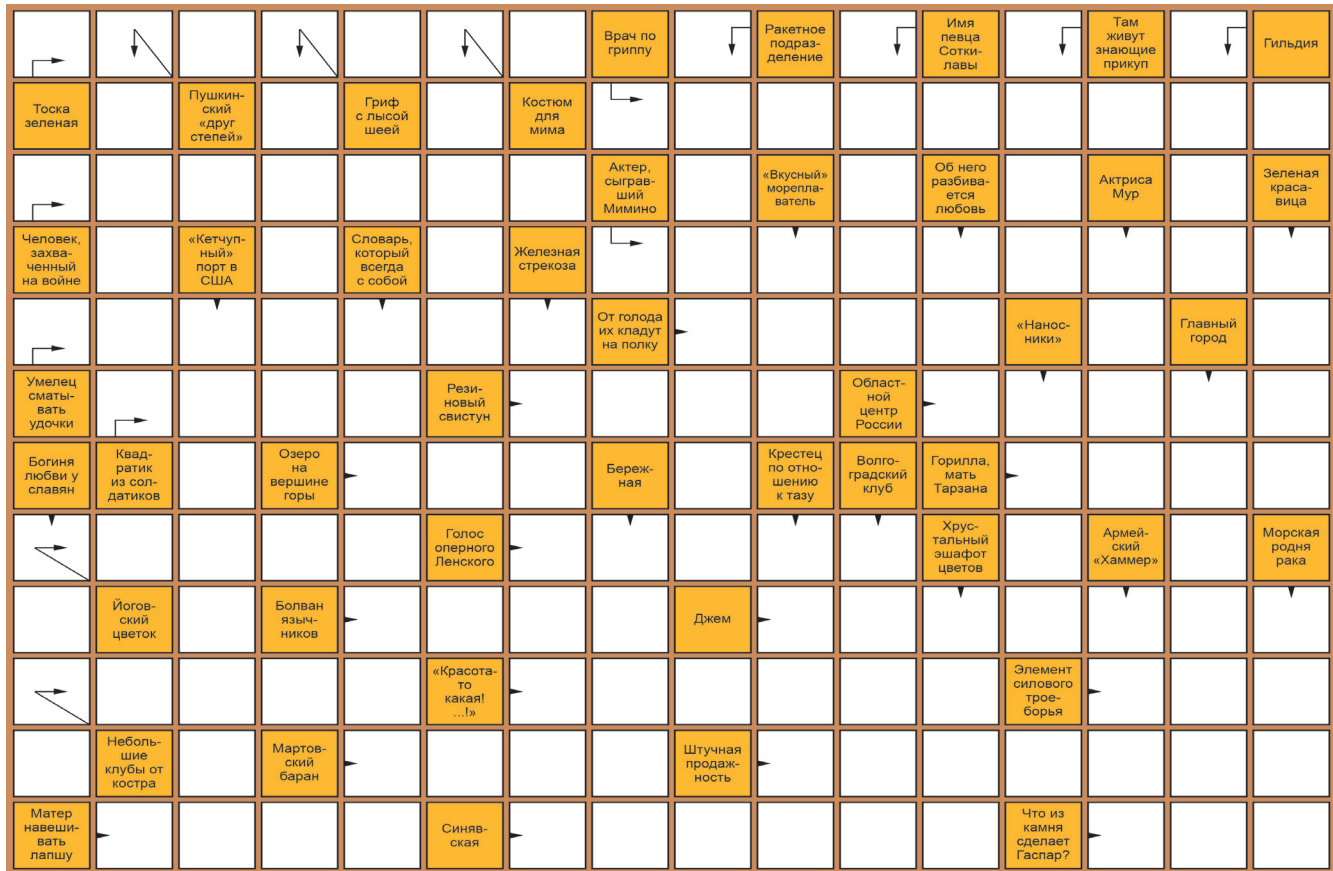 Врач по
гриппу
Ракетное
подраз-
деление
Имя
певца
Сотки-
лавы
Там
живут
знающие
прикуп
Гильдия
Тоска
зеленая
Пушкин-
ский
«друг
степей»
Гриф
с лысой
шеей
Костюм
для
мима
Актер,
сыграв-
ший
Мимино
«Вкусный»
морепла-
ватель
Об него
разбива-
ется
любовь
Актриса
Мур
Зеленая
краса-
вица
Человек,
захва-
ченный
на войне
«Кетчуп-
ный»
порт в
США
Словарь,
который
всегда
с собой
Железная
стрекоза
От голода
их кладут
на полку
«Нанос-
ники»
Главный
город
Умелец
сматы-
вать
удочки
Рези-
новый
свистун
Област-
ной
центр
России
Богиня
любви у
славян
Квад-
ратик
из сол-
датиков
Озеро
на
вершине
горы
Береж-
ная
Крестец
по отно-
шению
к тазу
Волго-
градский
клуб
Горилла,
мать
Тарзана
Голос
оперного
Ленского
Хрус-
тальный
эшафот
цветов
Армей-
ский
«Хаммер»
Морская
родня
рака
Йогов-
ский
цветок
Болван
языч-
ников
Джем
«Красота-
то
какая!
...!»
Элемент
силового
трое-
борья
Неболь-
шие
клубы от
костра
Мартов-
ский
баран
Штучная
продаж-
ность
Матер
навеши-
вать
лапшу
Синяв-
ская
Что из
камня
сделает
Гаспар?